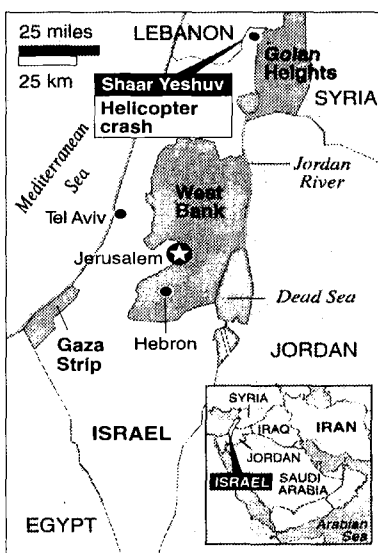 25 miles
25 km
LEBANON
Golan
Heights
Shaar Yeshuv
Helicopter
crash
SYRIA
Mediterranean
Sea
Jordan
River
West
Bank
Tel Aviv
Jerusalem
Dead Sea
Hebron
Gaza
Strip
JORDAN
ISRAEL
EGYPT
SYRIA
IRAQ
IRAN
JORDAN
ISRAEL
SAUDI
ARABIA
Arabian
Sea